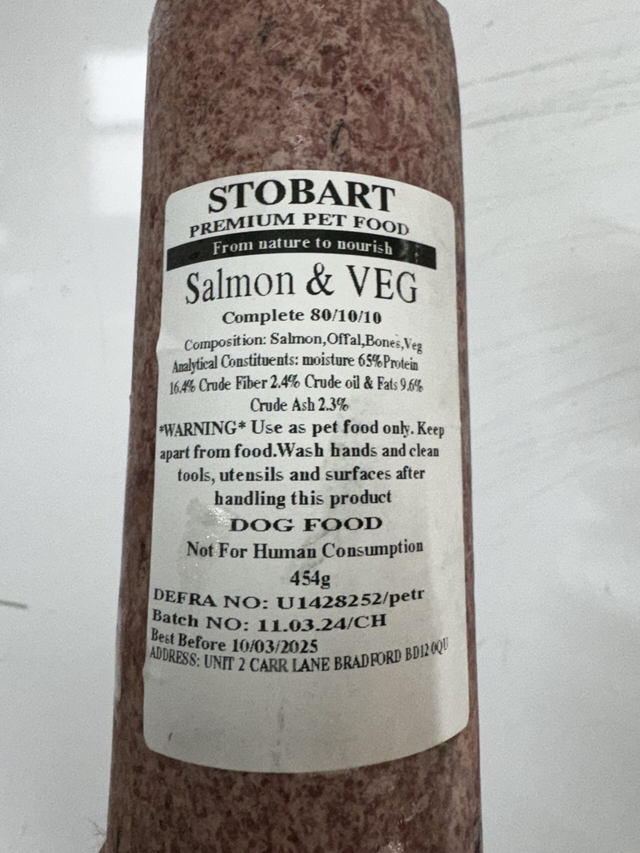 STOBART
PREMIUM PET FOOD
From nature to nourish
Salmon & VEG
Complete 80/10/10
Composition: Salmon,Offal,Bones,Veg
Analytical Constituents: moisture 65% Protein
16.4% Crude Fiber 2.4% Crude oil & Fats 9.6%
Crude Ash 2.3%
*WARNING* Use as pet food only. Keep
apart from food.Wash hands and clean
tools, utensils and surfaces after
handling this product
DOG FOOD
Not For Human Consumption
454g
DEFRA NO: U1428252/petr
Batch NO: 11.03.24/CH
Best Before 10/03/2025
ADDRESS: UNIT 2 CARR LANE BRADFORD BD12 0QU